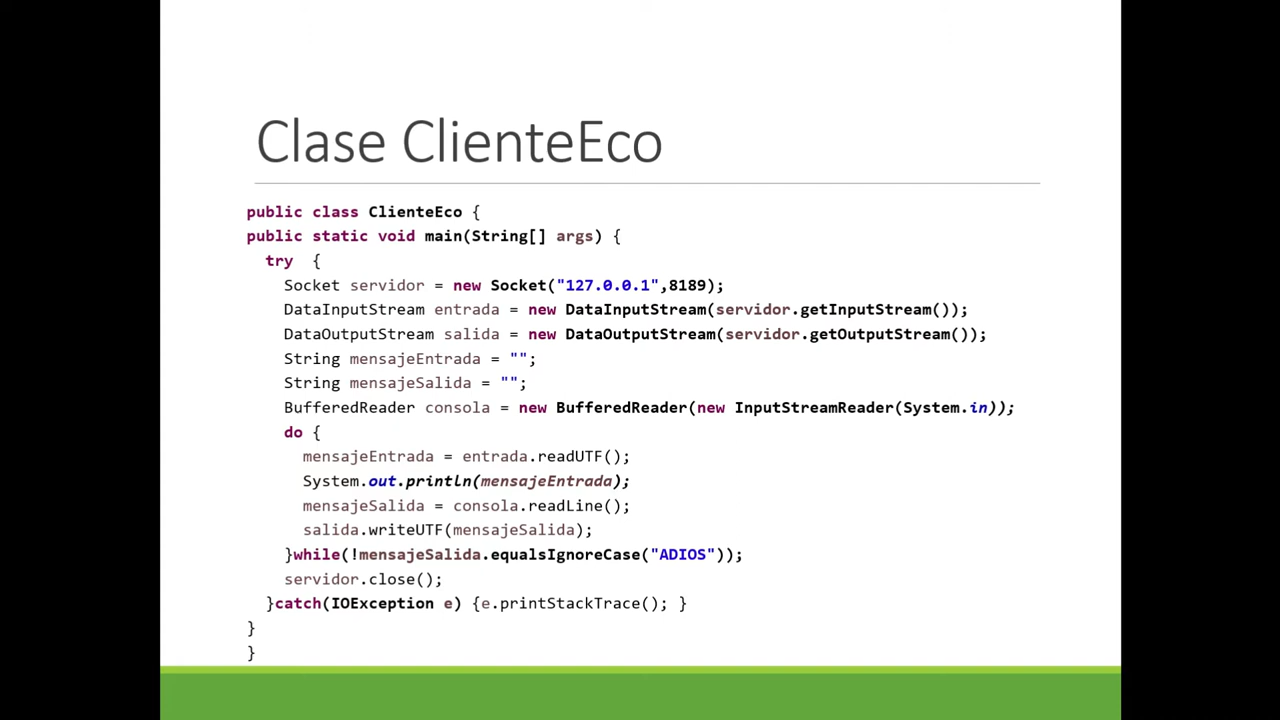 Clase ClienteEco
public class ClienteEco {
public static void main(String[] args) {
try  {
Socket servidor = new Socket("127.0.0.1",8189);
DataInputStream entrada = new DataInputStream(servidor.getInputStream());
DataOutputStream salida = new DataOutputStream(servidor.getOutputStream());
String mensajeEntrada = "";
String mensajeSalida = "";
BufferedReader consola = new BufferedReader(new InputStreamReader(System.in));
do {
mensajeEntrada = entrada.readUTF();
System.out.println(mensajeEntrada);
mensajeSalida = consola.readLine();
salida.writeUTF(mensajeSalida);
}while(!mensajeSalida.equalsIgnoreCase("ADIOS"));
servidor.close();
}catch(IOException e) {e.printStackTrace(); }
}
}